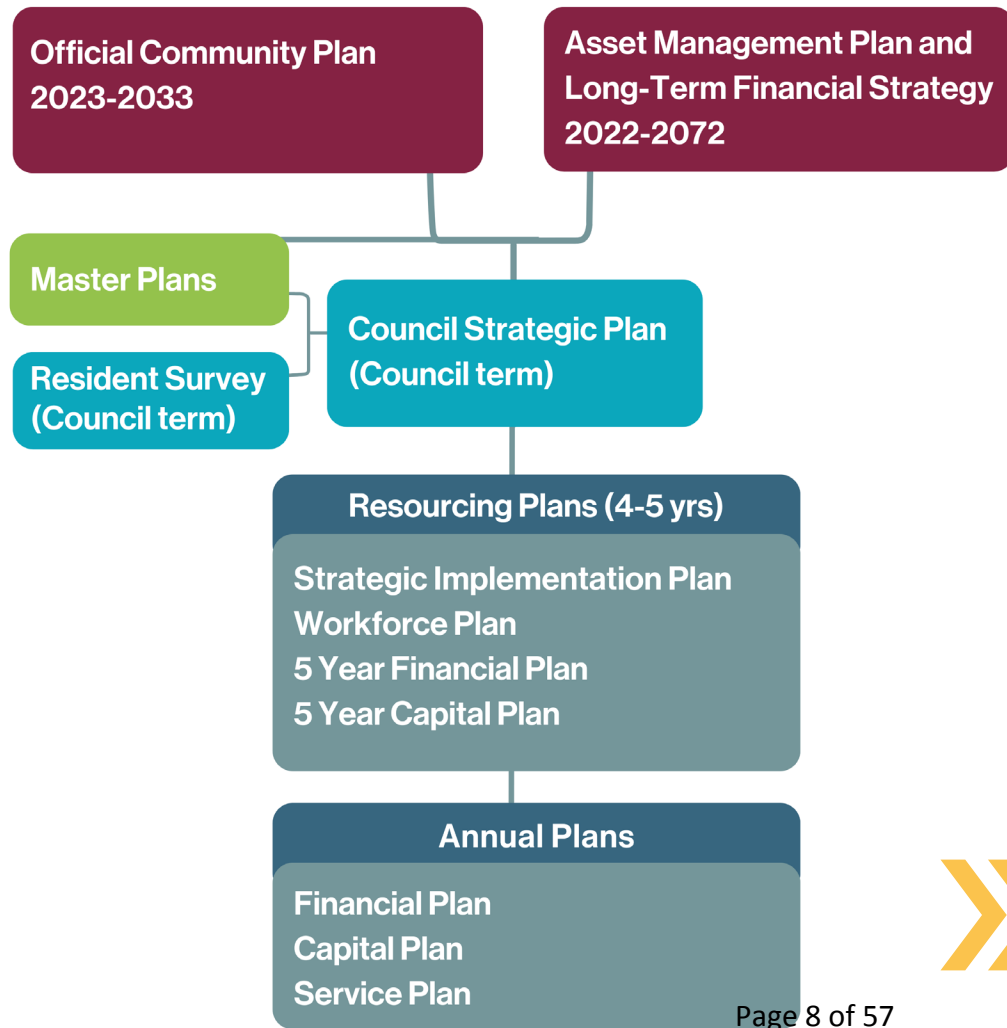 Official Community Plan
2023-2033
Asset Management Plan and
Long-Term Financial Strategy
2022-2072
Master Plans
Resident Survey
(Council term)
Council Strategic Plan
(Council term)
Resourcing Plans (4-5 yrs)
Strategic Implementation Plan
Workforce Plan
5 Year Financial Plan
5 Year Capital Plan
Annual Plans
Financial Plan
Capital Plan
Service Plan
Page 8 of 57